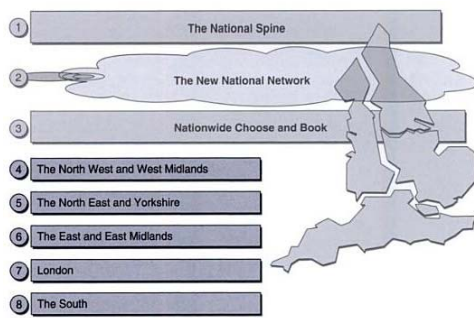 1 The National Spine
2 The New National Network
3 Nationwide Choose and Book
4 The North West and West Midlands
5 The North East and Yorkshire
6 The East and East Midlands
7 London
8 The South